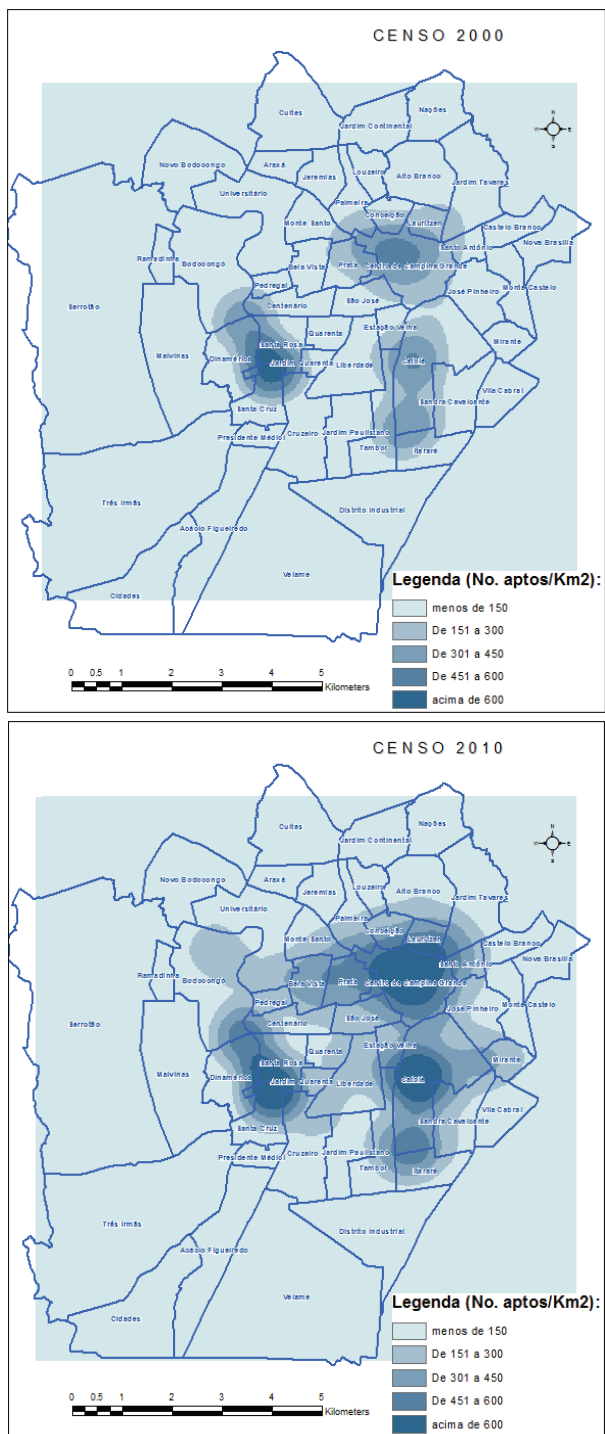 CENSO 2000
Cuités
Nações
Jardim Continental
N
W E
S
Novo Bodocongo
Araxá
Jeremias
Louzeiro
Alto Branco
Jardim Tavares
Universitário
Palmeira
Conceição
Lauritzen
Monte Santo
Castelo Branco
Santo Antônio
Nova Brasília
Ramadinha
Bodocongó
Bela Vista
Prata
Centro de Campina Grande
Pedregal
José Pinheiro
Monte Castelo
Serrotão
Centenário
São José
Quarenta
Estação Velha
Mirante
Malvinas
Dinamérica
Santa Rosa
Jardim Quarenta
Liberdade
Catolé
Vila Cabral
Sandra Cavalcante
Santa Cruz
Presidente Médici
Cruzeiro
Jardim Paulistano
Tambor
Itararé
Três Irmãs
Distrito Industrial
Acácio Figueiredo
Velame
Cidades
Legenda (No. aptos/Km2):
menos de 150
De 151 a 300
De 301 a 450
De 451 a 600
acima de 600
0 0.5 1 2 3 4 5
Kilometers
CENSO 2010
Cuités
Nações
Jardim Continental
N
W E
S
Novo Bodocongo
Araxá
Jeremias
Louzeiro
Alto Branco
Jardim Tavares
Universitário
Palmeira
Conceição
Lauritzen
Monte Santo
Castelo Branco
Santo Antônio
Nova Brasília
Ramadinha
Bodocongó
Bela Vista
Prata
Centro de Campina Grande
Pedregal
José Pinheiro
Monte Castelo
Serrotão
Centenário
São José
Quarenta
Estação Velha
Mirante
Malvinas
Dinamérica
Santa Rosa
Jardim Quarenta
Liberdade
Catolé
Vila Cabral
Sandra Cavalcante
Santa Cruz
Presidente Médici
Cruzeiro
Jardim Paulistano
Tambor
Itararé
Três Irmãs
Distrito Industrial
Acácio Figueiredo
Velame
Cidades
Legenda (No. aptos/Km2):
menos de 150
De 151 a 300
De 301 a 450
De 451 a 600
acima de 600
0 0.5 1 2 3 4 5
Kilometers